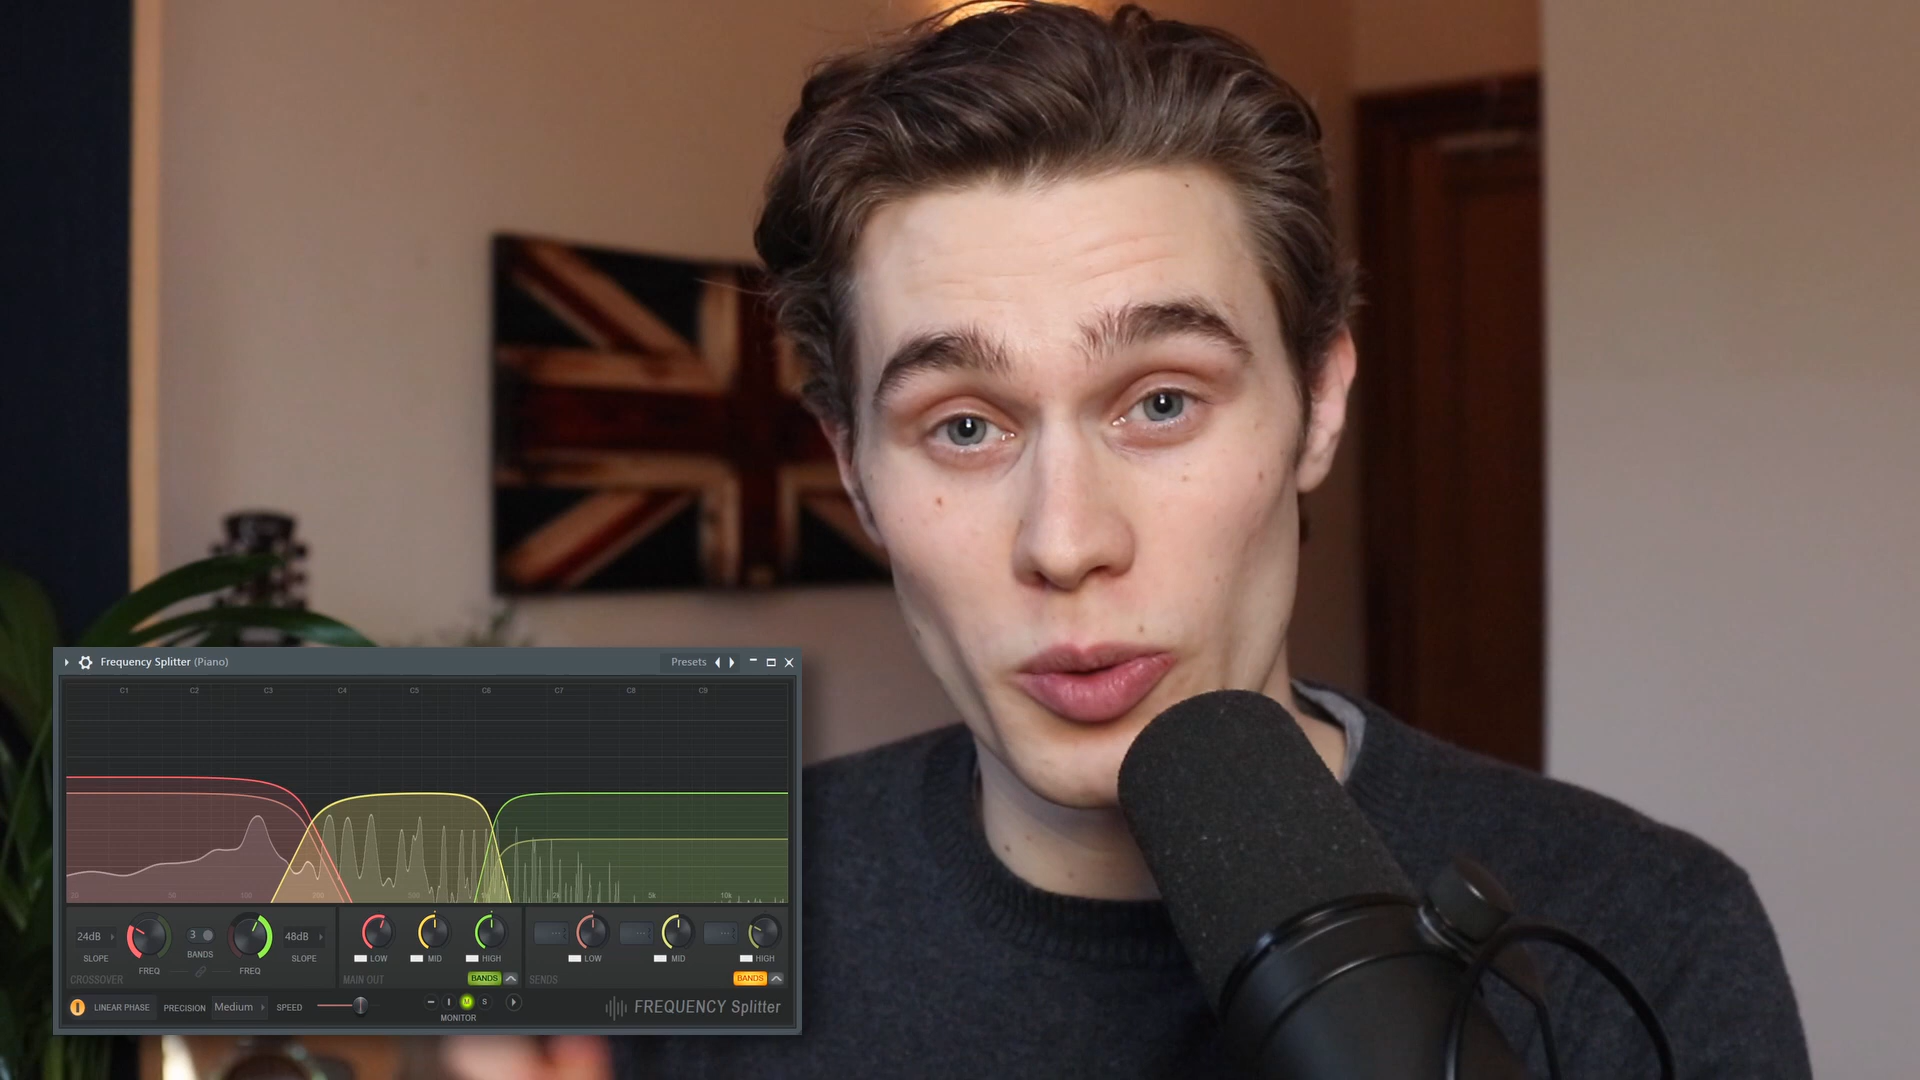 Frequency Splitter (Piano) Presets
C1 C2 C3 C4 C5 C6 C7 C8 C9
5k 10k
24dB 3 48dB
SLOPE BANDS SLOPE LOW MID HIGH LOW MID HIGH
FREQ FREQ
CROSSOVER MAIN OUT BANDS SENDS BANDS
LINEAR PHASE PRECISION Medium SPEED I M S FREQUENCY Splitter
MONITOR